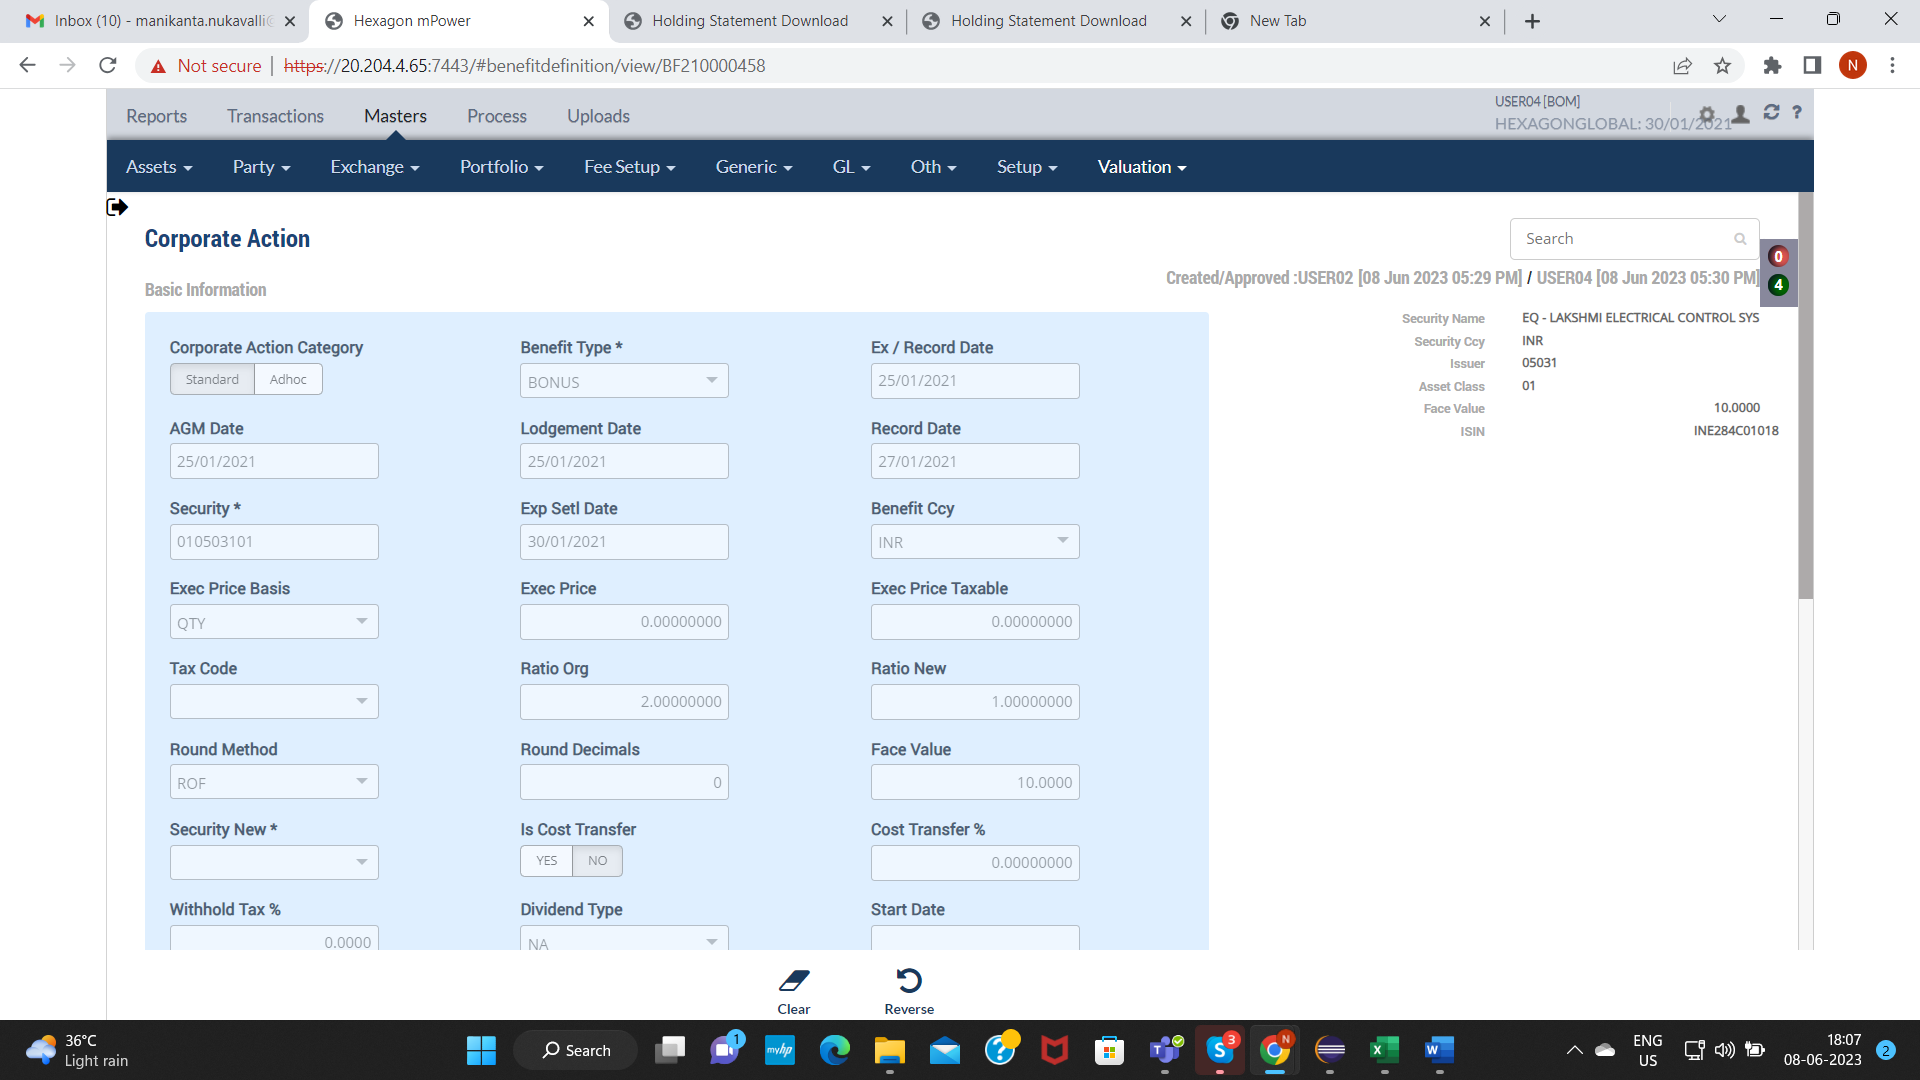 Inbox (10) - manikanta.nukavalli@
Hexagon mPower
Holding Statement Download
Holding Statement Download
New Tab
Not secure | https://20.204.4.65:7443/#benefitdefinition/view/BF210000458
N
Reports Transactions Masters Process Uploads
USER04 [BOM]
HEXAGONGLOBAL: 30/01/2021
?
Assets Party Exchange Portfolio Fee Setup Generic GL Oth Setup Valuation
Corporate Action
Search
0
4
Created/Approved :USER02 [08 Jun 2023 05:29 PM] / USER04 [08 Jun 2023 05:30 PM]
Basic Information
Security Name EQ - LAKSHMI ELECTRICAL CONTROL SYS
Security Ccy INR
Issuer 05031
Asset Class 01
Face Value 10.0000
ISIN INE284C01018
Corporate Action Category Benefit Type * Ex / Record Date
Standard Adhoc BONUS 25/01/2021
AGM Date Lodgement Date Record Date
25/01/2021 25/01/2021 27/01/2021
Security * Exp Setl Date Benefit Ccy
010503101 30/01/2021 INR
Exec Price Basis Exec Price Exec Price Taxable
QTY 0.00000000 0.00000000
Tax Code Ratio Org Ratio New
2.00000000 1.00000000
Round Method Round Decimals Face Value
ROF 0 10.0000
Security New * Is Cost Transfer Cost Transfer %
YES NO 0.00000000
Withhold Tax % Dividend Type Start Date
0.0000 NA
Clear Reverse
36°C
Light rain
Search
1
myhp
?
T
S
3
N
X
W
ENG
US
18:07
08-06-2023
2